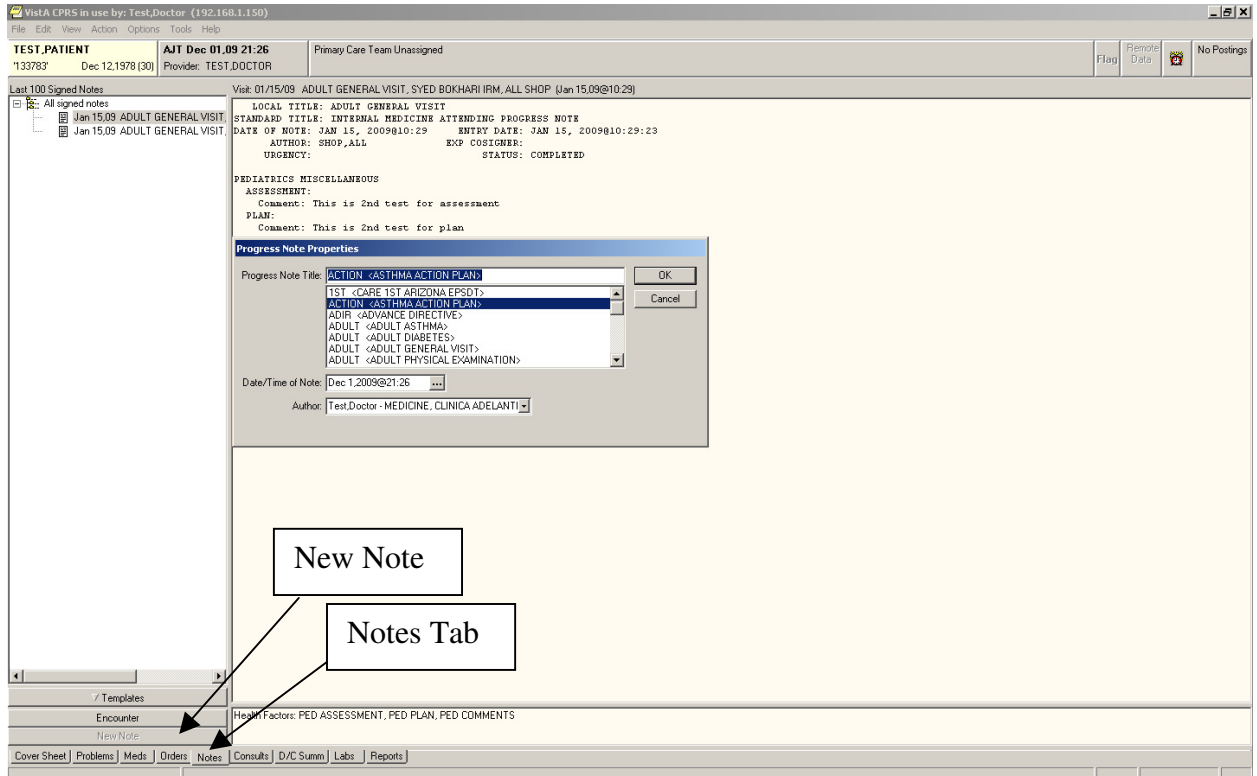 VistA CPRS in use by: Test,Doctor (192.168.1.150)
File Edit View Action Options Tools Help
TEST,PATIENT
'133783' Dec 12,1978 (30)
AJT Dec 01,09 21:26
Provider: TEST,DOCTOR
Primary Care Team Unassigned
Flag
Remote Data
No Postings
Last 100 Signed Notes
All signed notes
Jan 15,09 ADULT GENERAL VISIT,
Jan 15,09 ADULT GENERAL VISIT,
Visit: 01/15/09 ADULT GENERAL VISIT, SYED BOKHARI IRM, ALL SHOP (Jan 15,09@10:29)
LOCAL TITLE: ADULT GENERAL VISIT
STANDARD TITLE: INTERNAL MEDICINE ATTENDING PROGRESS NOTE
DATE OF NOTE: JAN 15, 2009@10:29 ENTRY DATE: JAN 15, 2009@10:29:23
AUTHOR: SHOP,ALL EXP COSIGNER:
URGENCY: STATUS: COMPLETED
PEDIATRICS MISCELLANEOUS
ASSESSMENT:
Comment: This is 2nd test for assessment
PLAN:
Comment: This is 2nd test for plan
Progress Note Properties
Progress Note Title: ACTION <ASTHMA ACTION PLAN>
OK
Cancel
1ST <CARE 1ST ARIZONA EPSDT>
ACTION <ASTHMA ACTION PLAN>
ADIR <ADVANCE DIRECTIVE>
ADULT <ADULT ASTHMA>
ADULT <ADULT DIABETES>
ADULT <ADULT GENERAL VISIT>
ADULT <ADULT PHYSICAL EXAMINATION>
Date/Time of Note: Dec 1,2009@21:26 ...
Author: Test,Doctor - MEDICINE, CLINICA ADELANTI
New Note
Notes Tab
Templates
Encounter
New Note
Health Factors: PED ASSESSMENT, PED PLAN, PED COMMENTS
Cover Sheet Problems Meds Orders Notes Consults D/C Summ Labs Reports